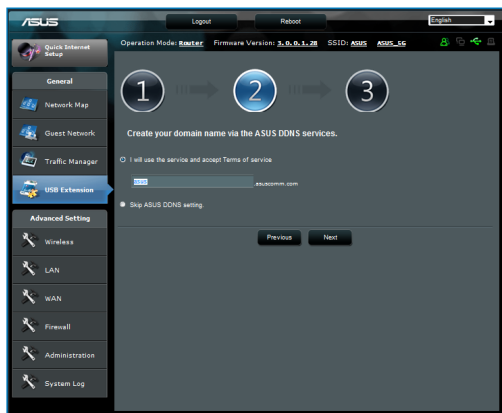 ASUS
Logout
Reboot
English
Quick Internet Setup
Operation Mode: Router Firmware Version: 3.0.0.1.28 SSID: ASUS ASUS_5G
General
Network Map
Guest Network
Traffic Manager
USB Extension
Advanced Setting
Wireless
LAN
WAN
Firewall
Administration
System Log
1
2
3
Create your domain name via the ASUS DDNS services.
I will use the service and accept Terms of service
.asuscomm.com
Skip ASUS DDNS setting.
Previous
Next